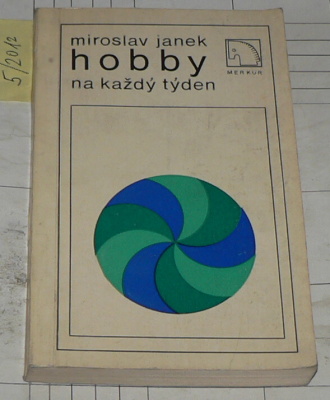 5/2012
miroslav janek
hobby
MERKUR
na každý týden